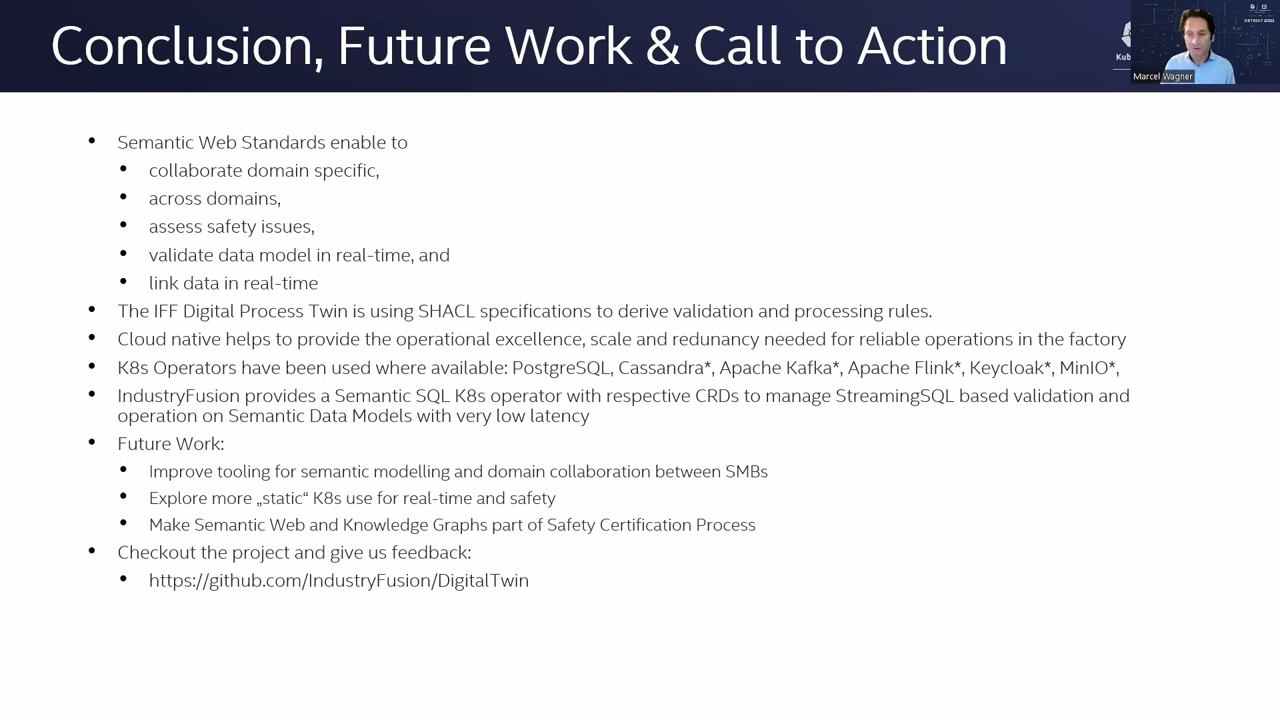 Conclusion, Future Work & Call to Action
DETROIT 2022
Marcel Wagner
• Semantic Web Standards enable to
• collaborate domain specific,
• across domains,
• assess safety issues,
• validate data model in real-time, and
• link data in real-time
• The IFF Digital Process Twin is using SHACL specifications to derive validation and processing rules.
• Cloud native helps to provide the operational excellence, scale and redunancy needed for reliable operations in the factory
• K8s Operators have been used where available: PostgreSQL, Cassandra*, Apache Kafka*, Apache Flink*, Keycloak*, MinIO*,
• IndustryFusion provides a Semantic SQL K8s operator with respective CRDs to manage StreamingSQL based validation and
operation on Semantic Data Models with very low latency
• Future Work:
• Improve tooling for semantic modelling and domain collaboration between SMBs
• Explore more „static“ K8s use for real-time and safety
• Make Semantic Web and Knowledge Graphs part of Safety Certification Process
• Checkout the project and give us feedback:
• https://github.com/IndustryFusion/DigitalTwin